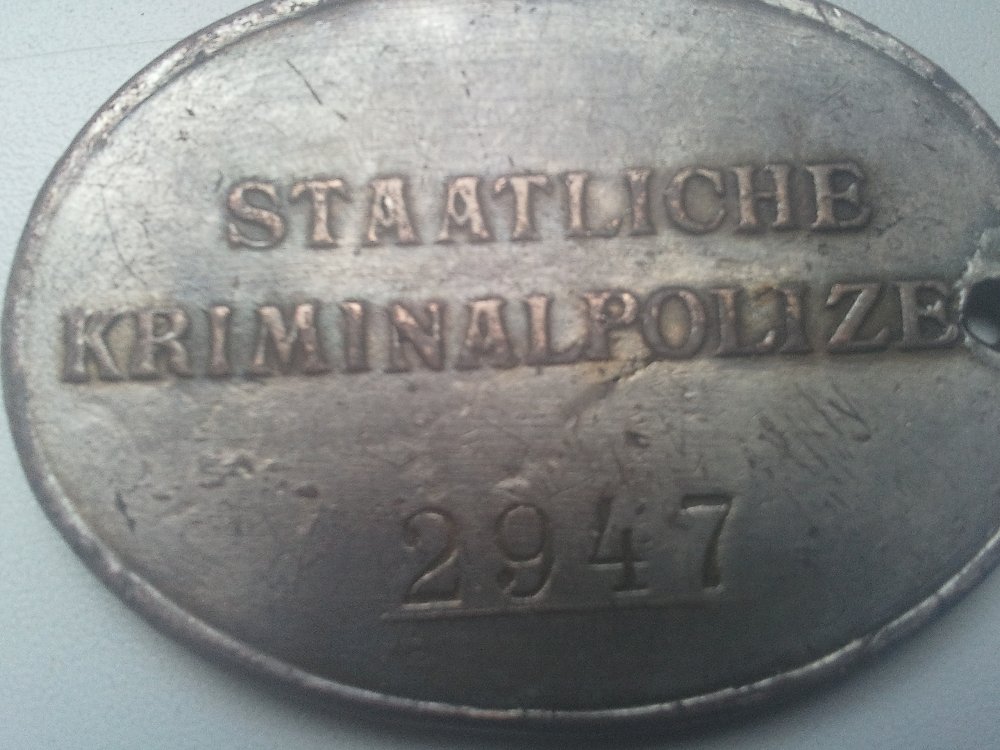 STAATLICHE
KRIMINALPOLIZE
2947